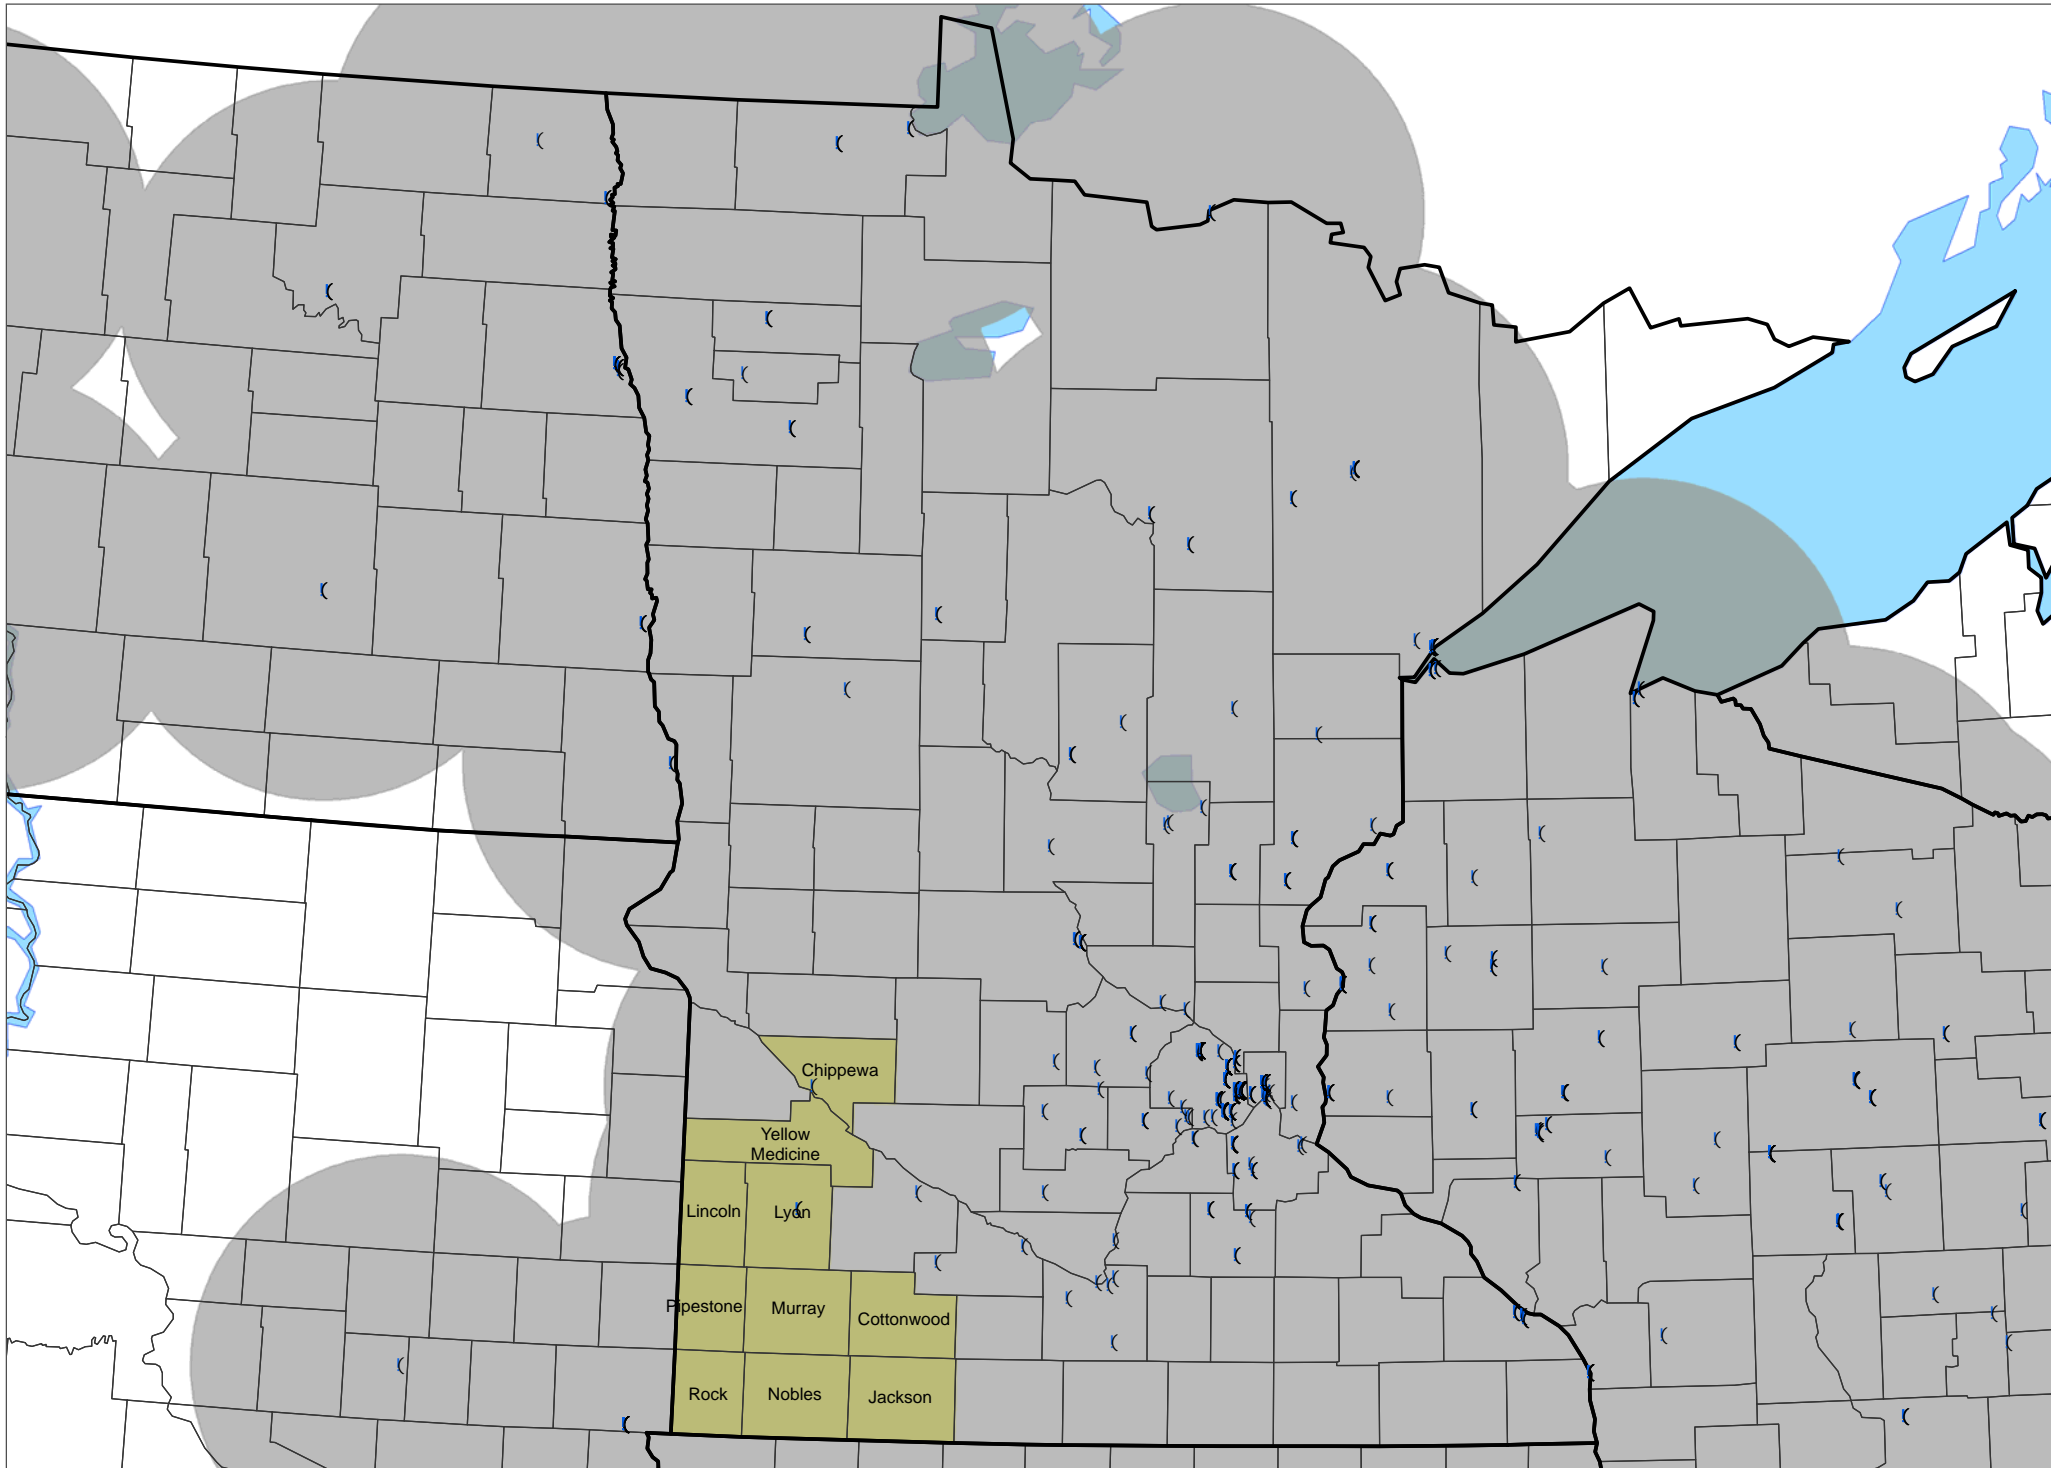 Chippewa
Yellow
Medicine
Lincoln
Lyon
Pipestone
Murray
Cottonwood
Rock
Nobles
Jackson